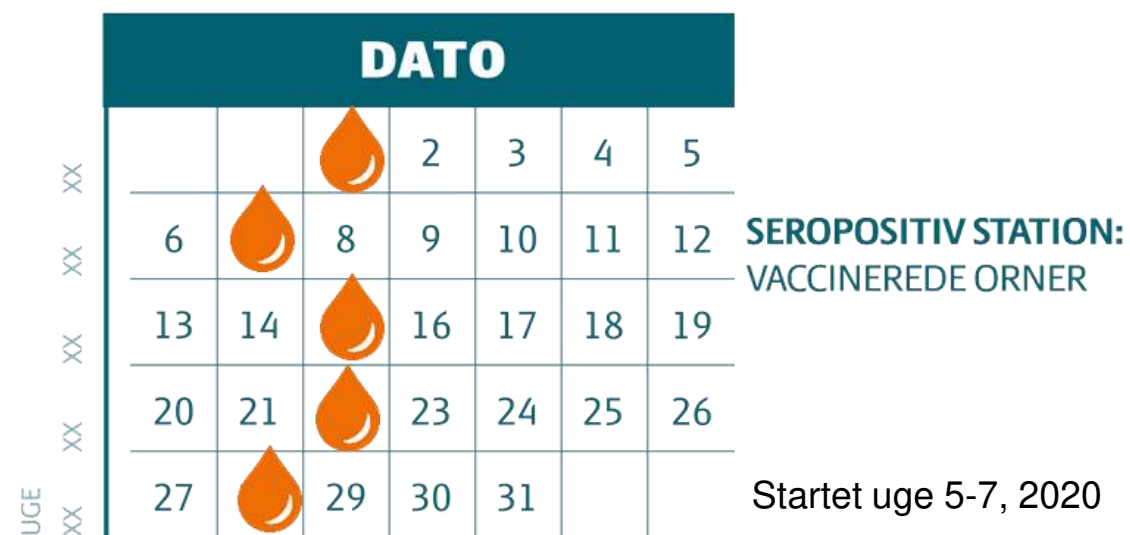 DATO
XX 2 3 4 5
XX 6 8 9 10 11 12
SEROPOSITIV STATION:
VACCINEREDE ORNER
XX 13 14 16 17 18 19
XX 20 21 23 24 25 26
UGE XX 27 29 30 31
Startet uge 5-7, 2020